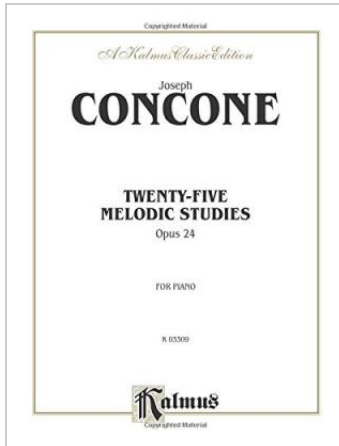 Copyrighted Material
A Kalmus Classic Edition
Joseph
CONCONE
TWENTY-FIVE
MELODIC STUDIES
Opus 24
FOR PIANO
K 03309
Kalmus
Copyrighted Material